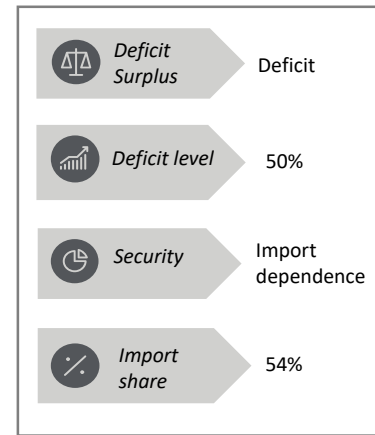 Deficit
Surplus
Deficit
Deficit level
50%
Security
Import
dependence
Import
share
54%